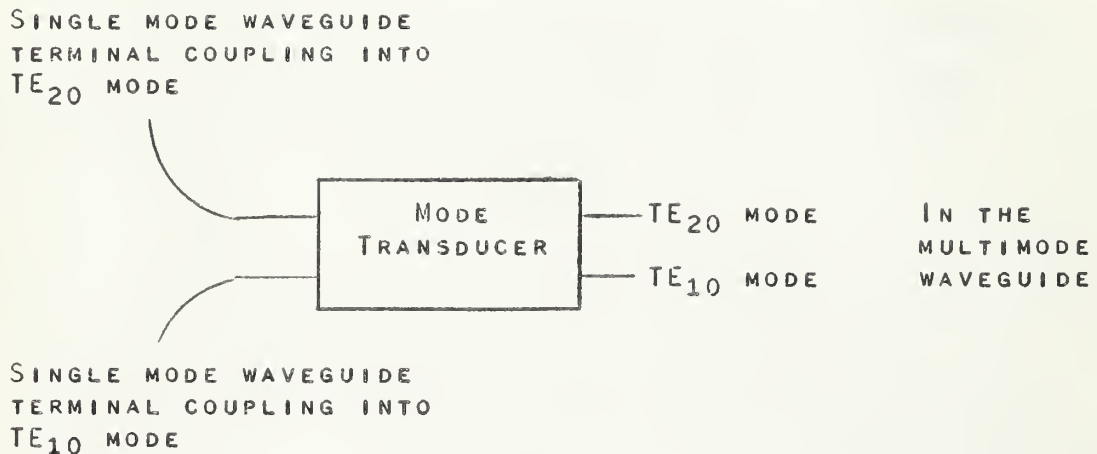 SINGLE MODE WAVEGUIDE
TERMINAL COUPLING INTO
TE20 MODE
MODE
TRANSDUCER
TE20 MODE
TE10 MODE
IN THE
MULTIMODE
WAVEGUIDE
SINGLE MODE WAVEGUIDE
TERMINAL COUPLING INTO
TE10 MODE